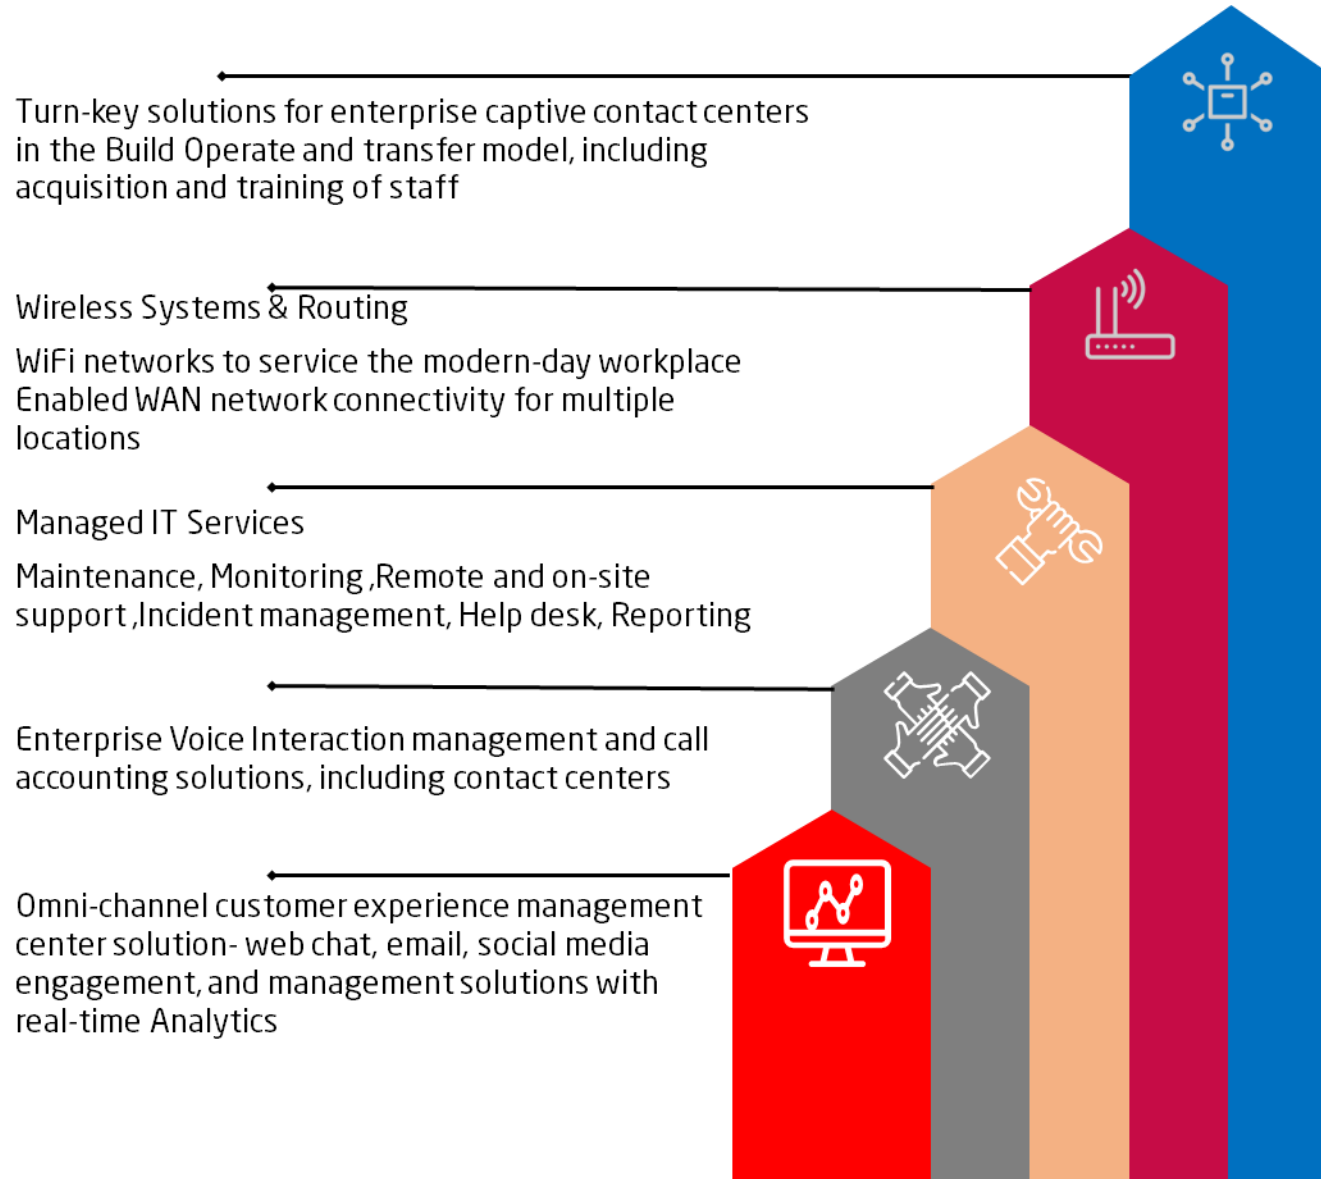 Turn-key solutions for enterprise captive contact centers
in the Build Operate and transfer model, including
acquisition and training of staff
Wireless Systems & Routing
WiFi networks to service the modern-day workplace
Enabled WAN network connectivity for multiple
locations
Managed IT Services
Maintenance, Monitoring ,Remote and on-site
support ,Incident management, Help desk, Reporting
Enterprise Voice Interaction management and call
accounting solutions, including contact centers
Omni-channel customer experience management
center solution- web chat, email, social media
engagement, and management solutions with
real-time Analytics